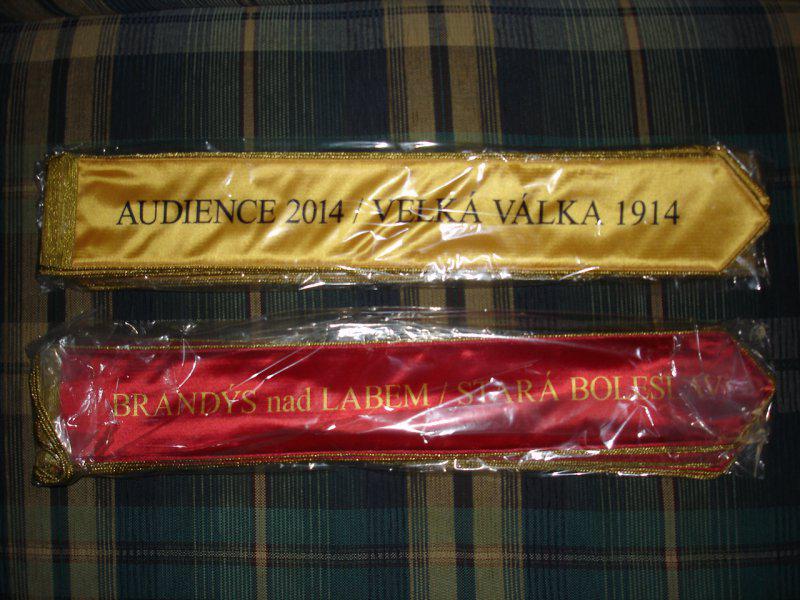 AUDIENCE 2014 / VELKÁ VÁLKA 1914
BRANDÝS nad LABEM / STARÁ BOLESLAV